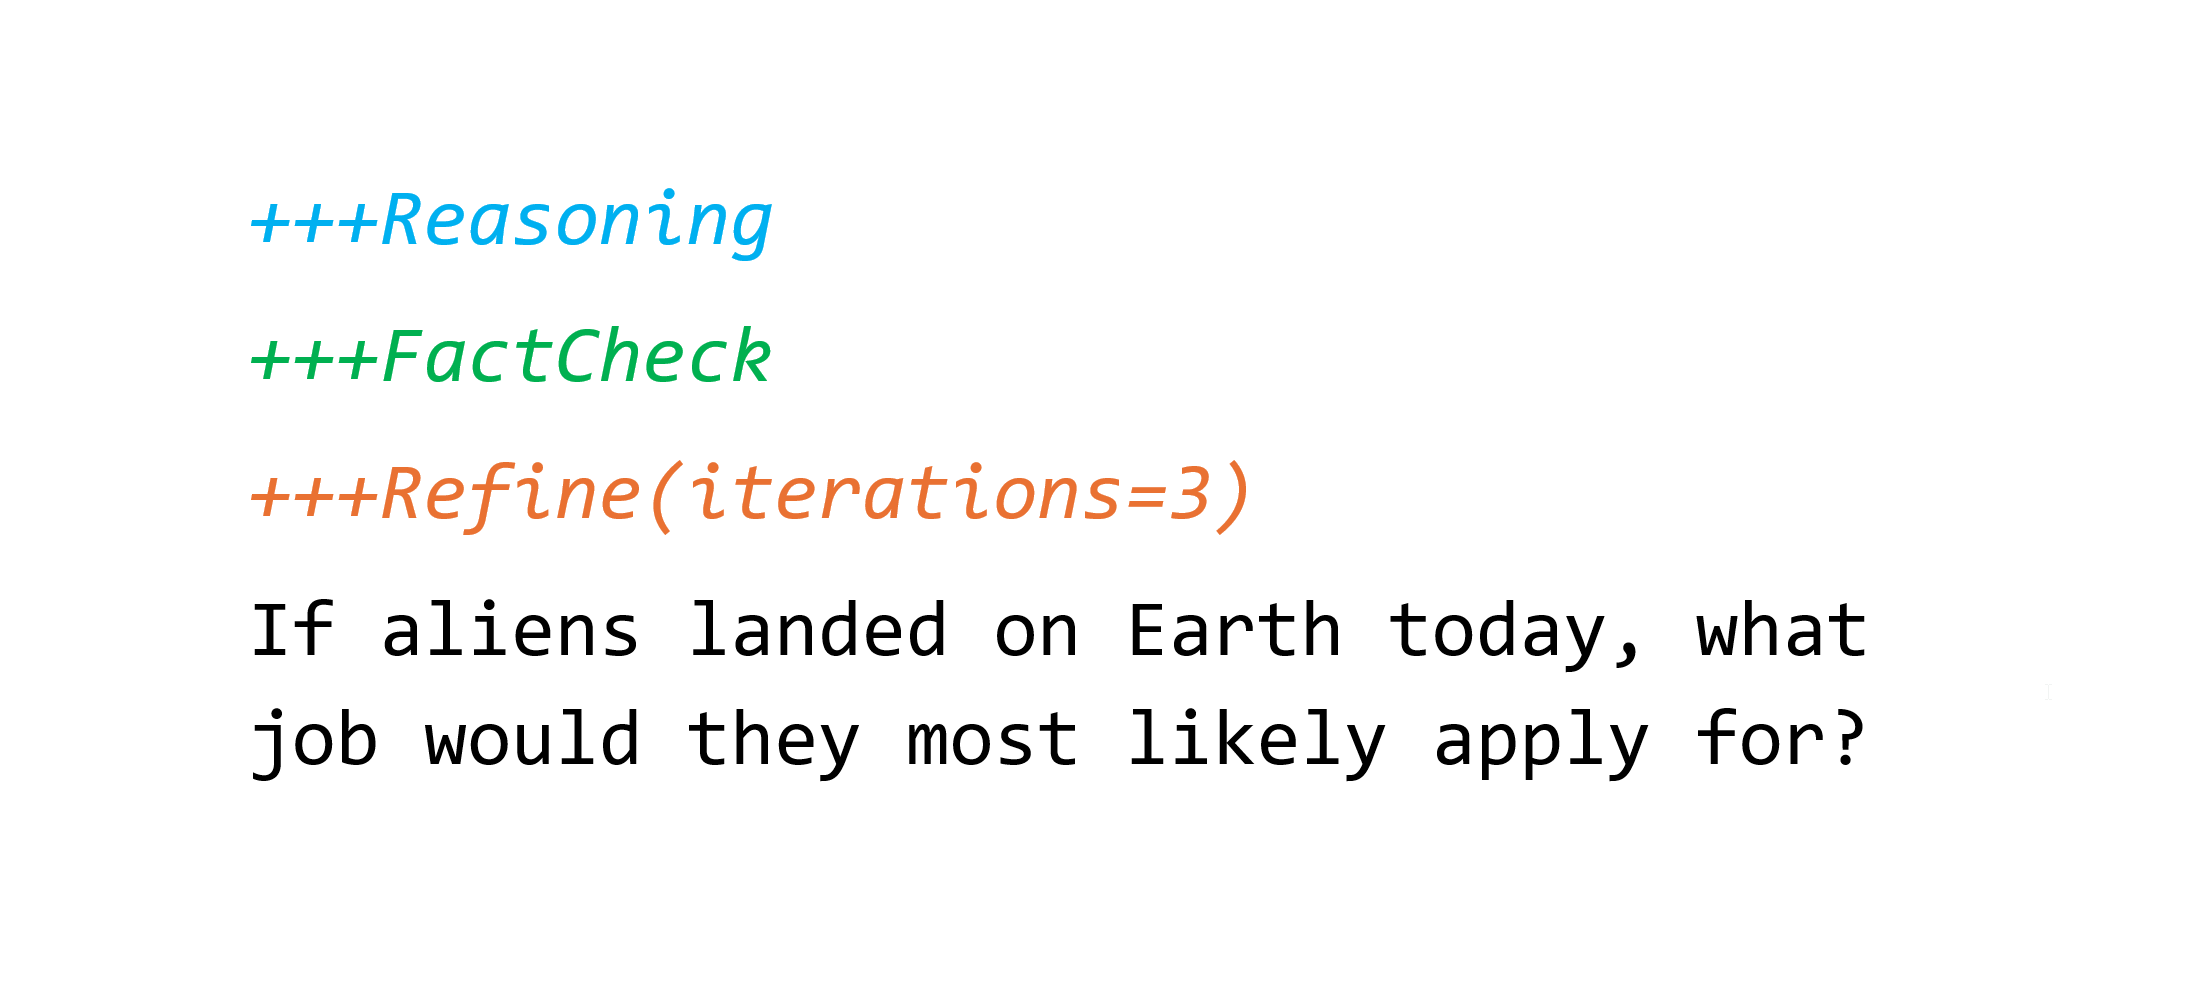 +++Reasoning
+++FactCheck
+++Refine(iterations=3)
If aliens landed on Earth today, what
job would they most likely apply for?